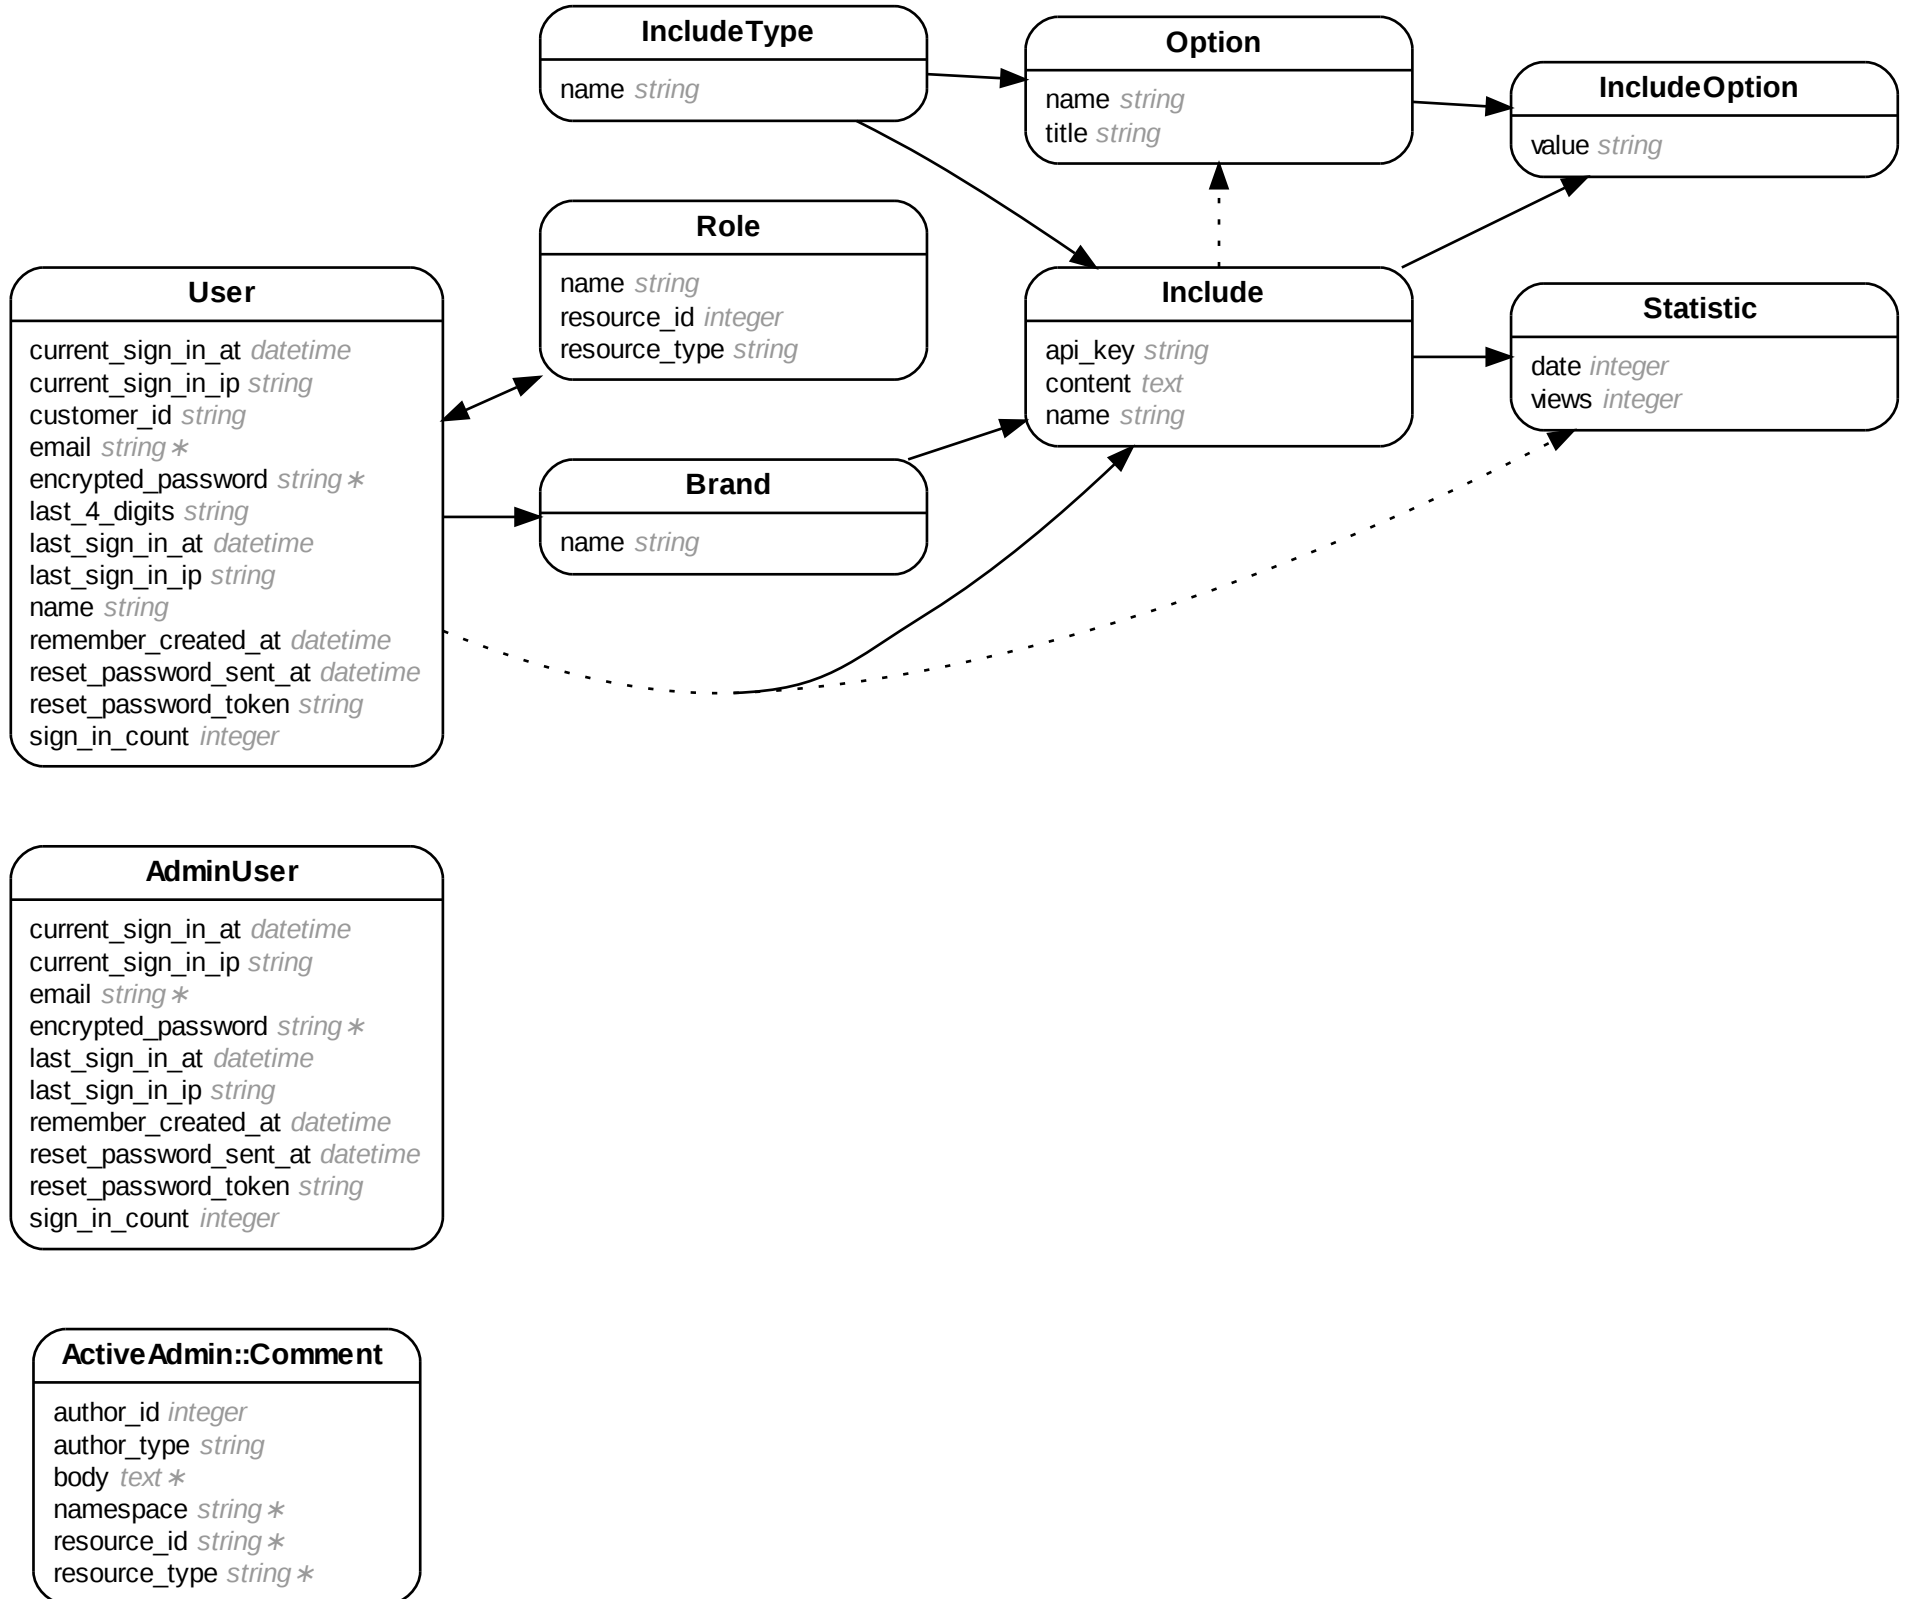 IncludeType
name string
Option
name string
title string
IncludeOption
value string
Role
name string
resource_id integer
resource_type string
User
current_sign_in_at datetime
current_sign_in_ip string
customer_id string
email string∗
encrypted_password string∗
last_4_digits string
last_sign_in_at datetime
last_sign_in_ip string
name string
remember_created_at datetime
reset_password_sent_at datetime
reset_password_token string
sign_in_count integer
Include
api_key string
content text
name string
Statistic
date integer
views integer
Brand
name string
AdminUser
current_sign_in_at datetime
current_sign_in_ip string
email string∗
encrypted_password string∗
last_sign_in_at datetime
last_sign_in_ip string
remember_created_at datetime
reset_password_sent_at datetime
reset_password_token string
sign_in_count integer
ActiveAdmin::Comment
author_id integer
author_type string
body text∗
namespace string∗
resource_id string∗
resource_type string∗